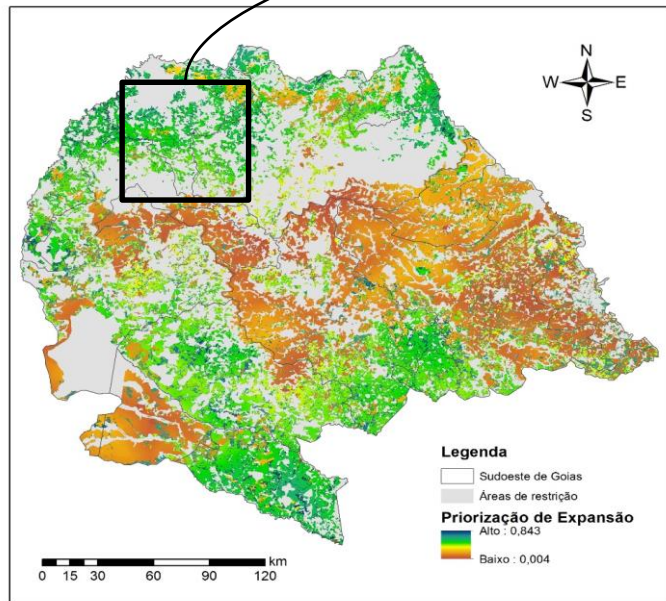 N
W E
S
Legenda
Sudoeste de Goias
Áreas de restrição
Priorização de Expansão
Alto : 0,843
Baixo : 0,004
km
0 15 30 60 90 120